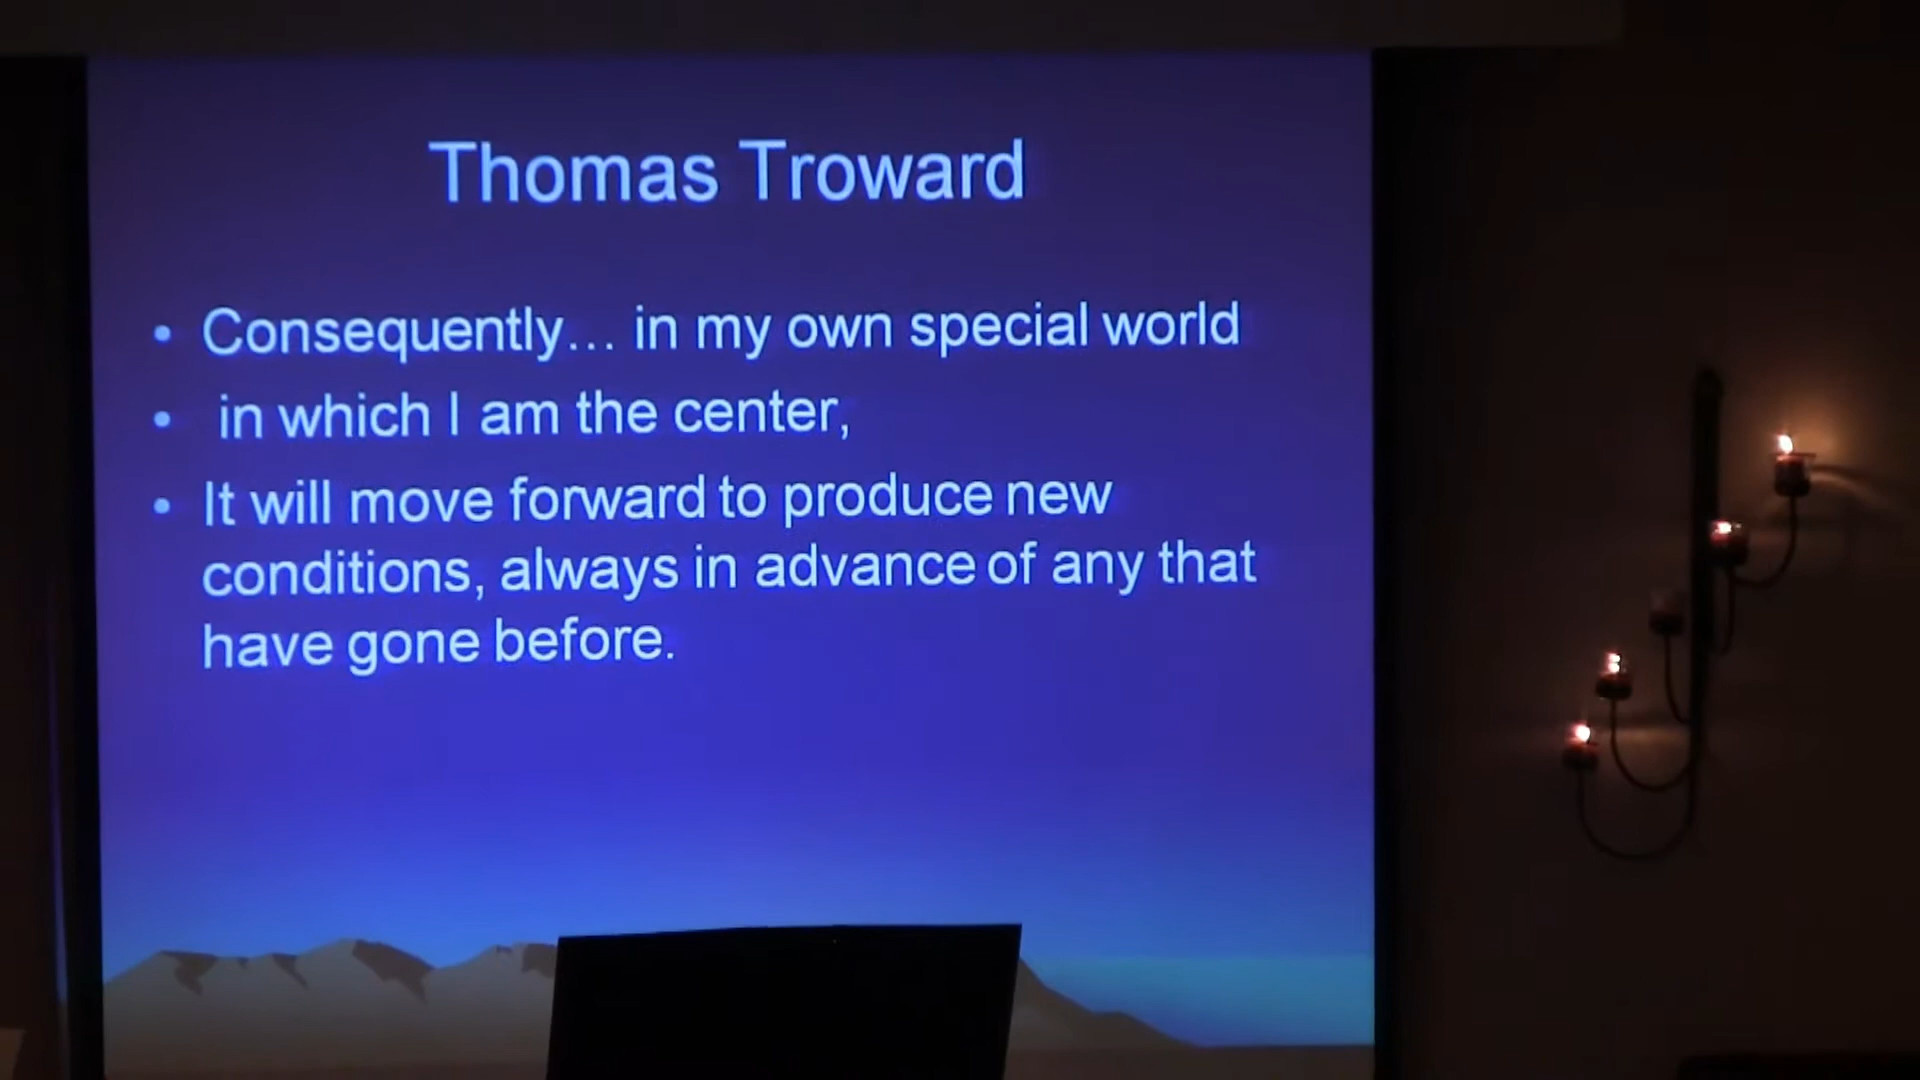 Thomas Troward
• Consequently… in my own special world
• in which I am the center,
• It will move forward to produce new
conditions, always in advance of any that
have gone before.